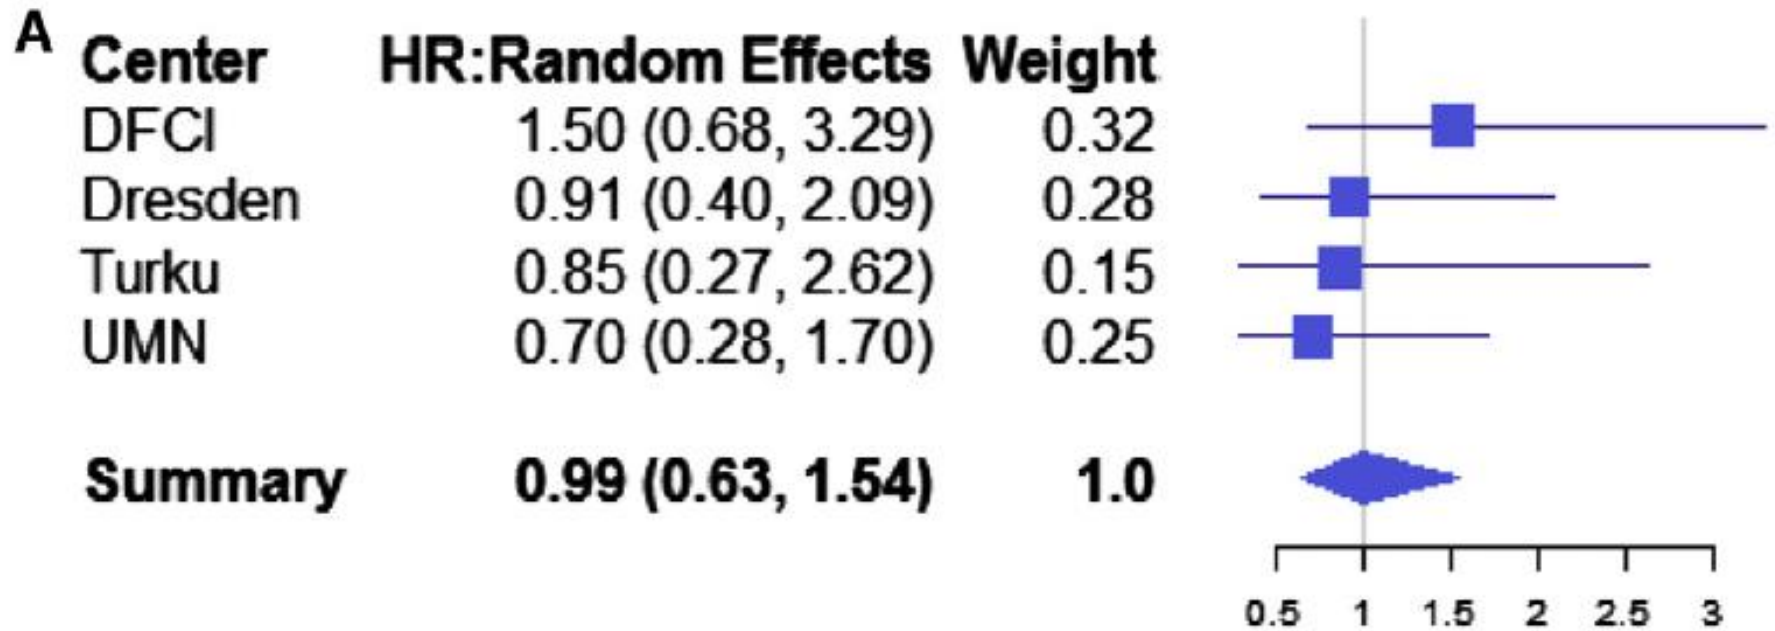 A
Center HR:Random Effects Weight
DFCI 1.50 (0.68, 3.29) 0.32
Dresden 0.91 (0.40, 2.09) 0.28
Turku 0.85 (0.27, 2.62) 0.15
UMN 0.70 (0.28, 1.70) 0.25
Summary 0.99 (0.63, 1.54) 1.0
0.5 1 1.5 2 2.5 3